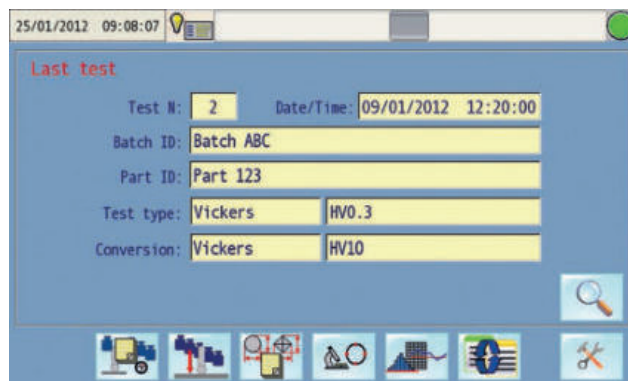 25/01/2012 09:08:07
Last test
Test N: 2 Date/Time: 09/01/2012 12:20:00
Batch ID: Batch ABC
Part ID: Part 123
Test type: Vickers HV0.3
Conversion: Vickers HV10